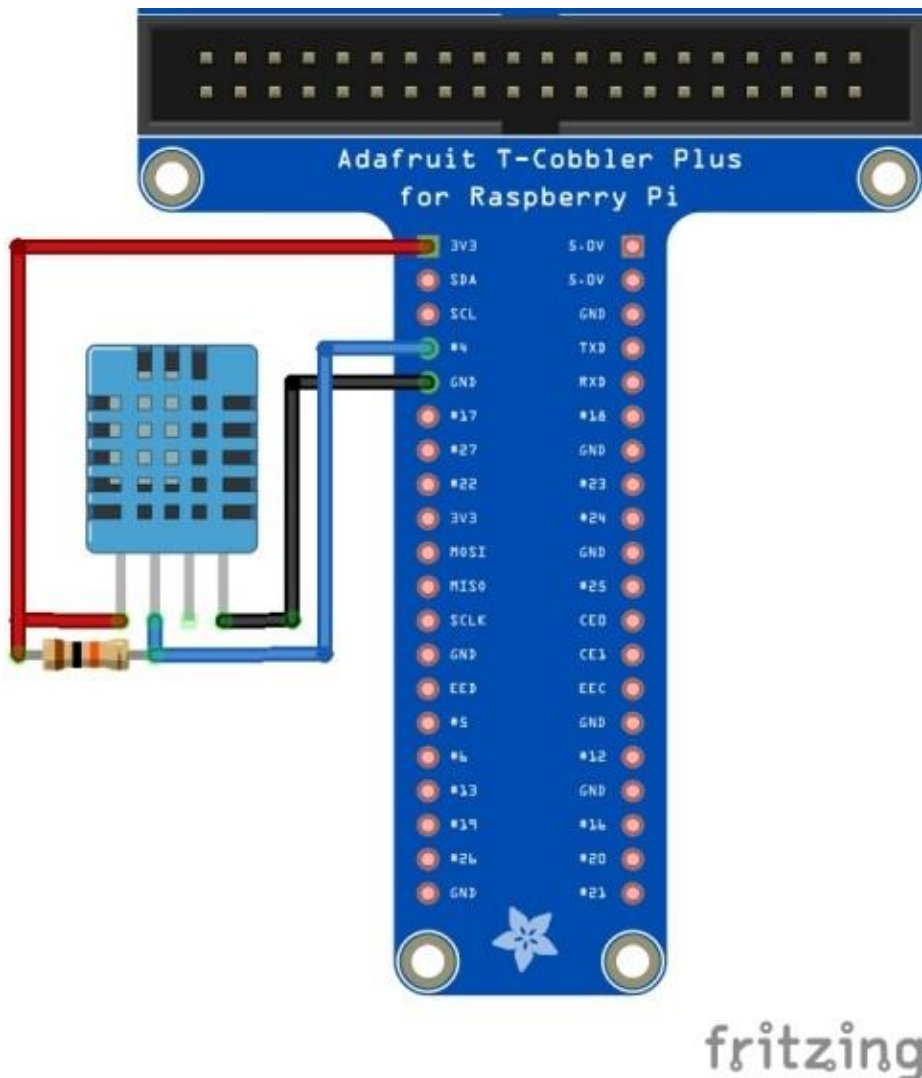 Adafruit T-Cobbler Plus
for Raspberry Pi
3V3 5.0V
SDA 5.0V
SCL GND
#4 TXD
GND RXD
#17 #18
#27 GND
#22 #23
3V3 #24
MOSI GND
MISO #25
SCLK CE0
GND CE1
EED EEC
#5 GND
#6 #12
#13 GND
#19 #16
#26 #20
GND #21
fritzing